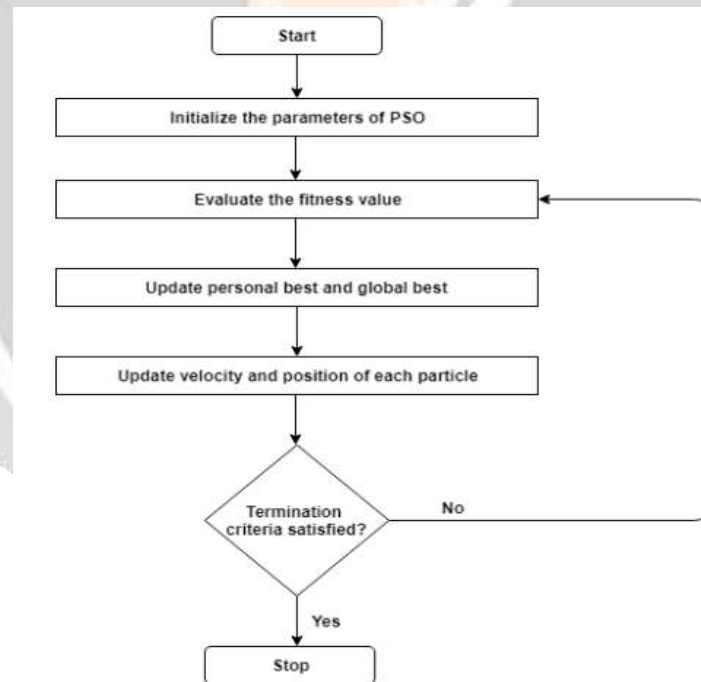 Start
Initialize the parameters of PSO
Evaluate the fitness value
Update personal best and global best
Update velocity and position of each particle
Termination
criteria satisfied?
No
Yes
Stop